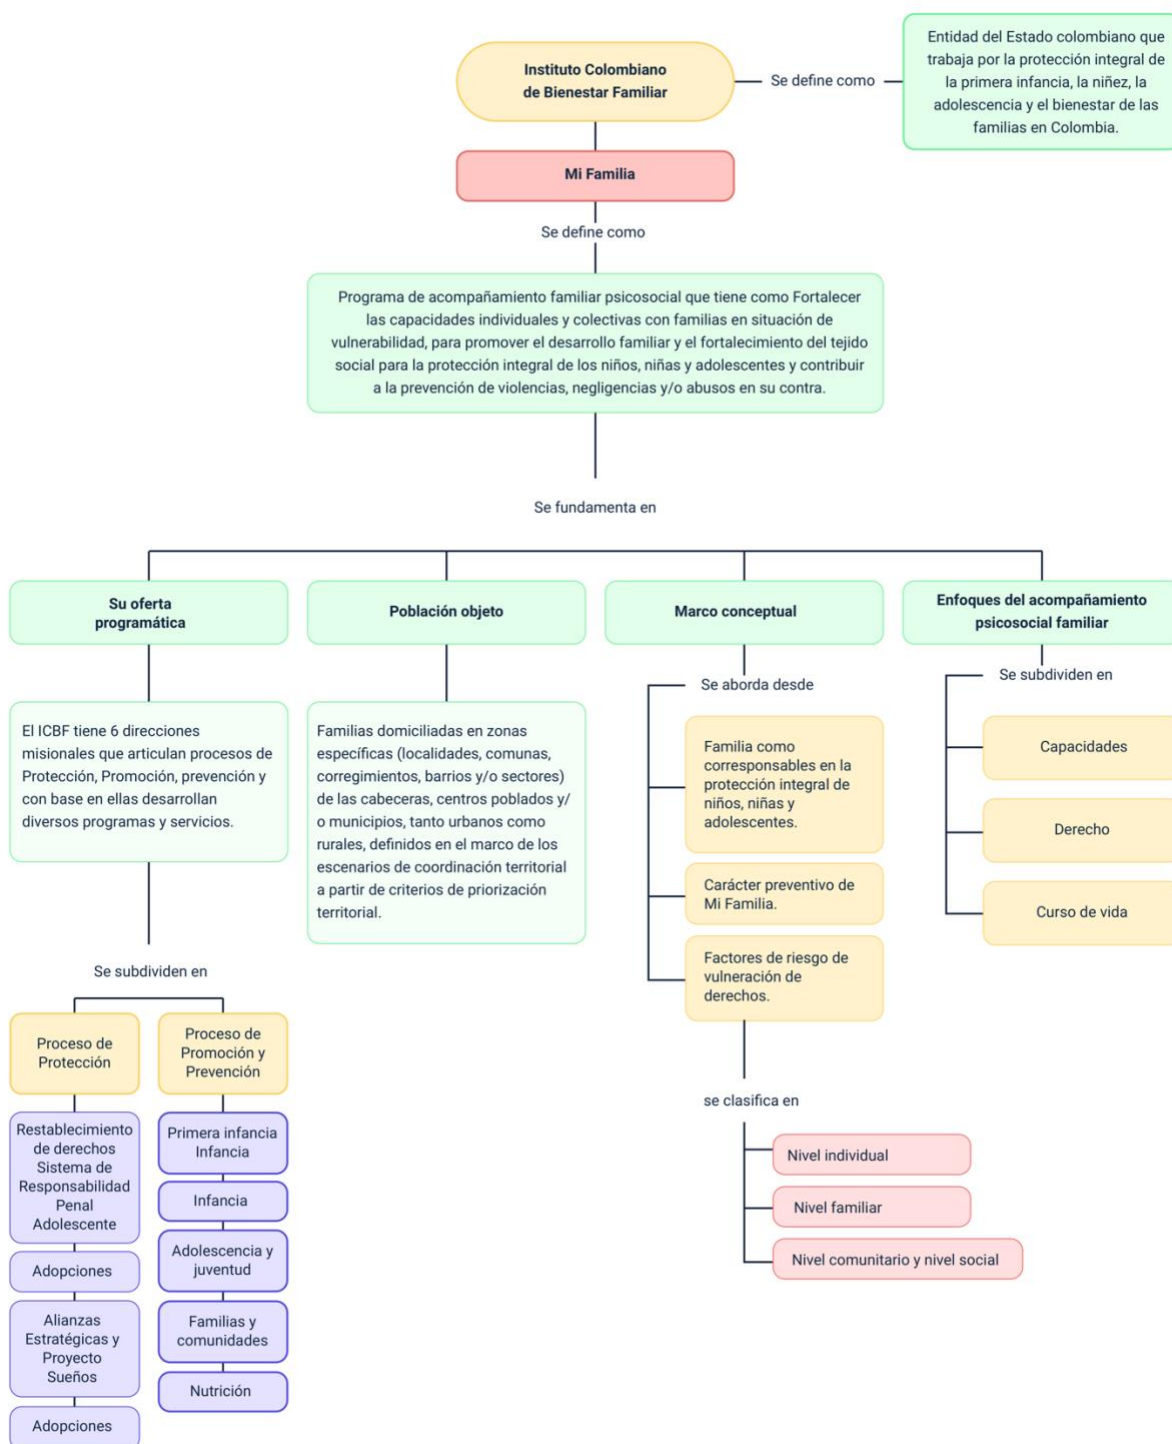 Instituto Colombiano
de Bienestar Familiar
Se define como
Entidad del Estado colombiano que
trabaja por la protección integral de
la primera infancia, la niñez, la
adolescencia y el bienestar de las
familias en Colombia.
Mi Familia
Se define como
Programa de acompañamiento familiar psicosocial que tiene como Fortalecer
las capacidades individuales y colectivas con familias en situación de
vulnerabilidad, para promover el desarrollo familiar y el fortalecimiento del tejido
social para la protección integral de los niños, niñas y adolescentes y contribuir
a la prevención de violencias, negligencias y/o abusos en su contra.
Se fundamenta en
Su oferta
programática
El ICBF tiene 6 direcciones
misionales que articulan procesos de
Protección, Promoción, prevención y
con base en ellas desarrollan
diversos programas y servicios.
Se subdividen en
Proceso de
Protección
Restablecimiento
de derechos
Sistema de
Responsabilidad
Penal
Adolescente
Adopciones
Alianzas
Estratégicas y
Proyecto
Sueños
Adopciones
Proceso de
Promoción y
Prevención
Primera infancia
Infancia
Infancia
Adolescencia y
juventud
Familias y
comunidades
Nutrición
Población objeto
Familias domiciliadas en zonas
específicas (localidades, comunas,
corregimientos, barrios y/o sectores)
de las cabeceras, centros poblados y/
o municipios, tanto urbanos como
rurales, definidos en el marco de los
escenarios de coordinación territorial
a partir de criterios de priorización
territorial.
Marco conceptual
Se aborda desde
Familia como
corresponsables en la
protección integral de
niños, niñas y
adolescentes.
Carácter preventivo de
Mi Familia.
Factores de riesgo de
vulneración de
derechos.
se clasifica en
Nivel individual
Nivel familiar
Nivel comunitario y nivel social
Enfoques del acompañamiento
psicosocial familiar
Se subdividen en
Capacidades
Derecho
Curso de vida